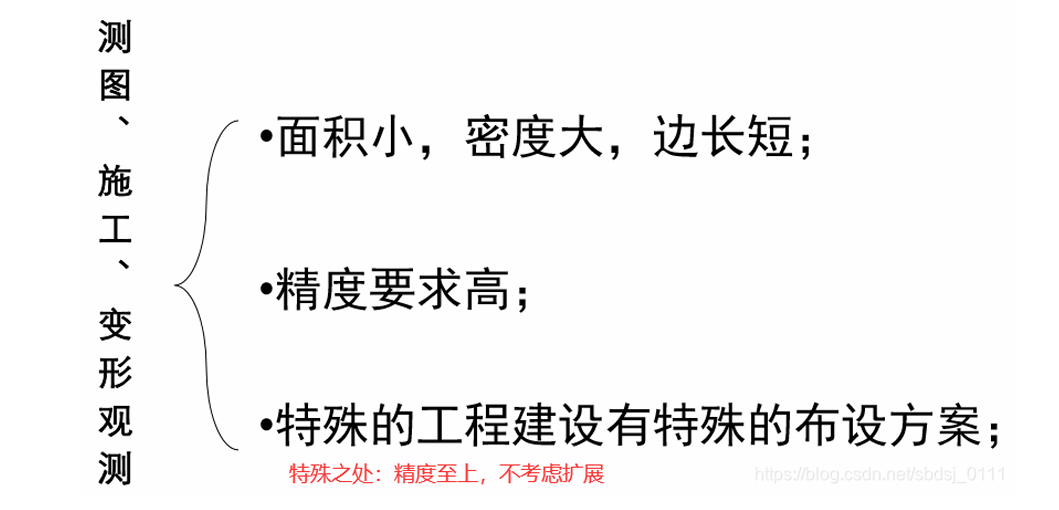 测图、施工、变形观测
•面积小，密度大，边长短；
•精度要求高；
•特殊的工程建设有特殊的布设方案；
特殊之处：精度至上，不考虑扩展
https://blog.csdn.net/sbdsj_0111